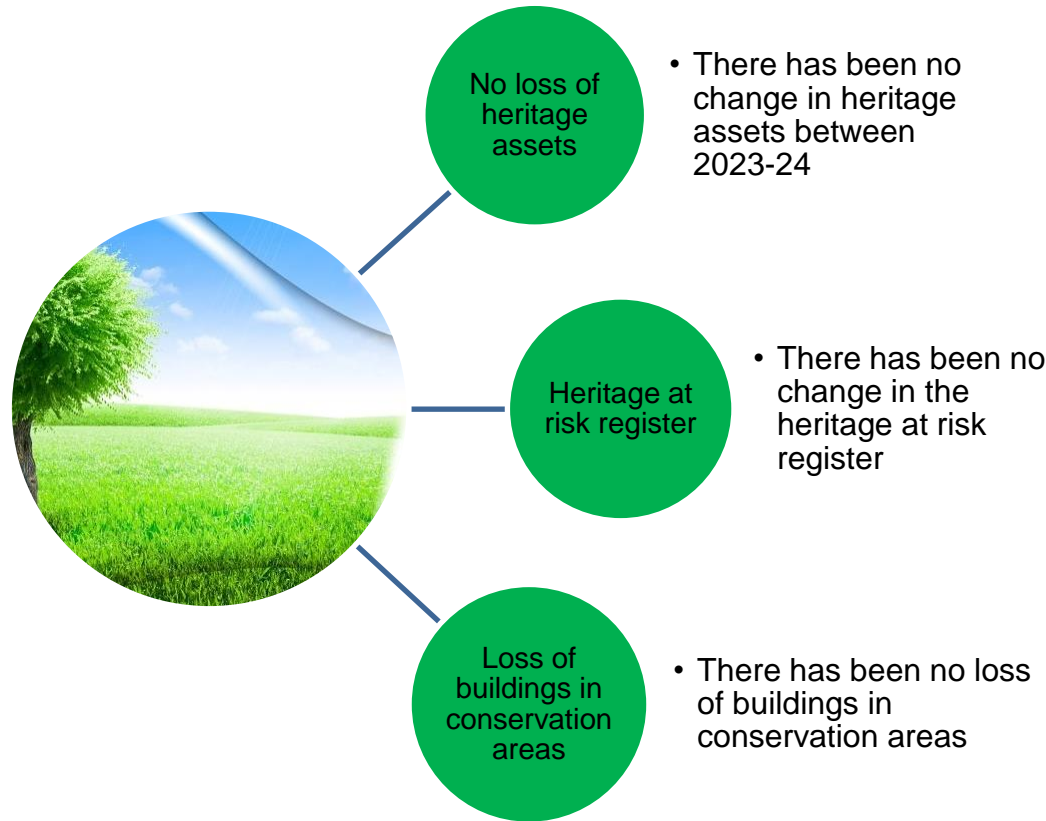 No loss of
heritage
assets
• There has been no
change in heritage
assets between
2023-24
Heritage at
risk register
• There has been no
change in the
heritage at risk
register
Loss of
buildings in
conservation
areas
• There has been no loss
of buildings in
conservation areas